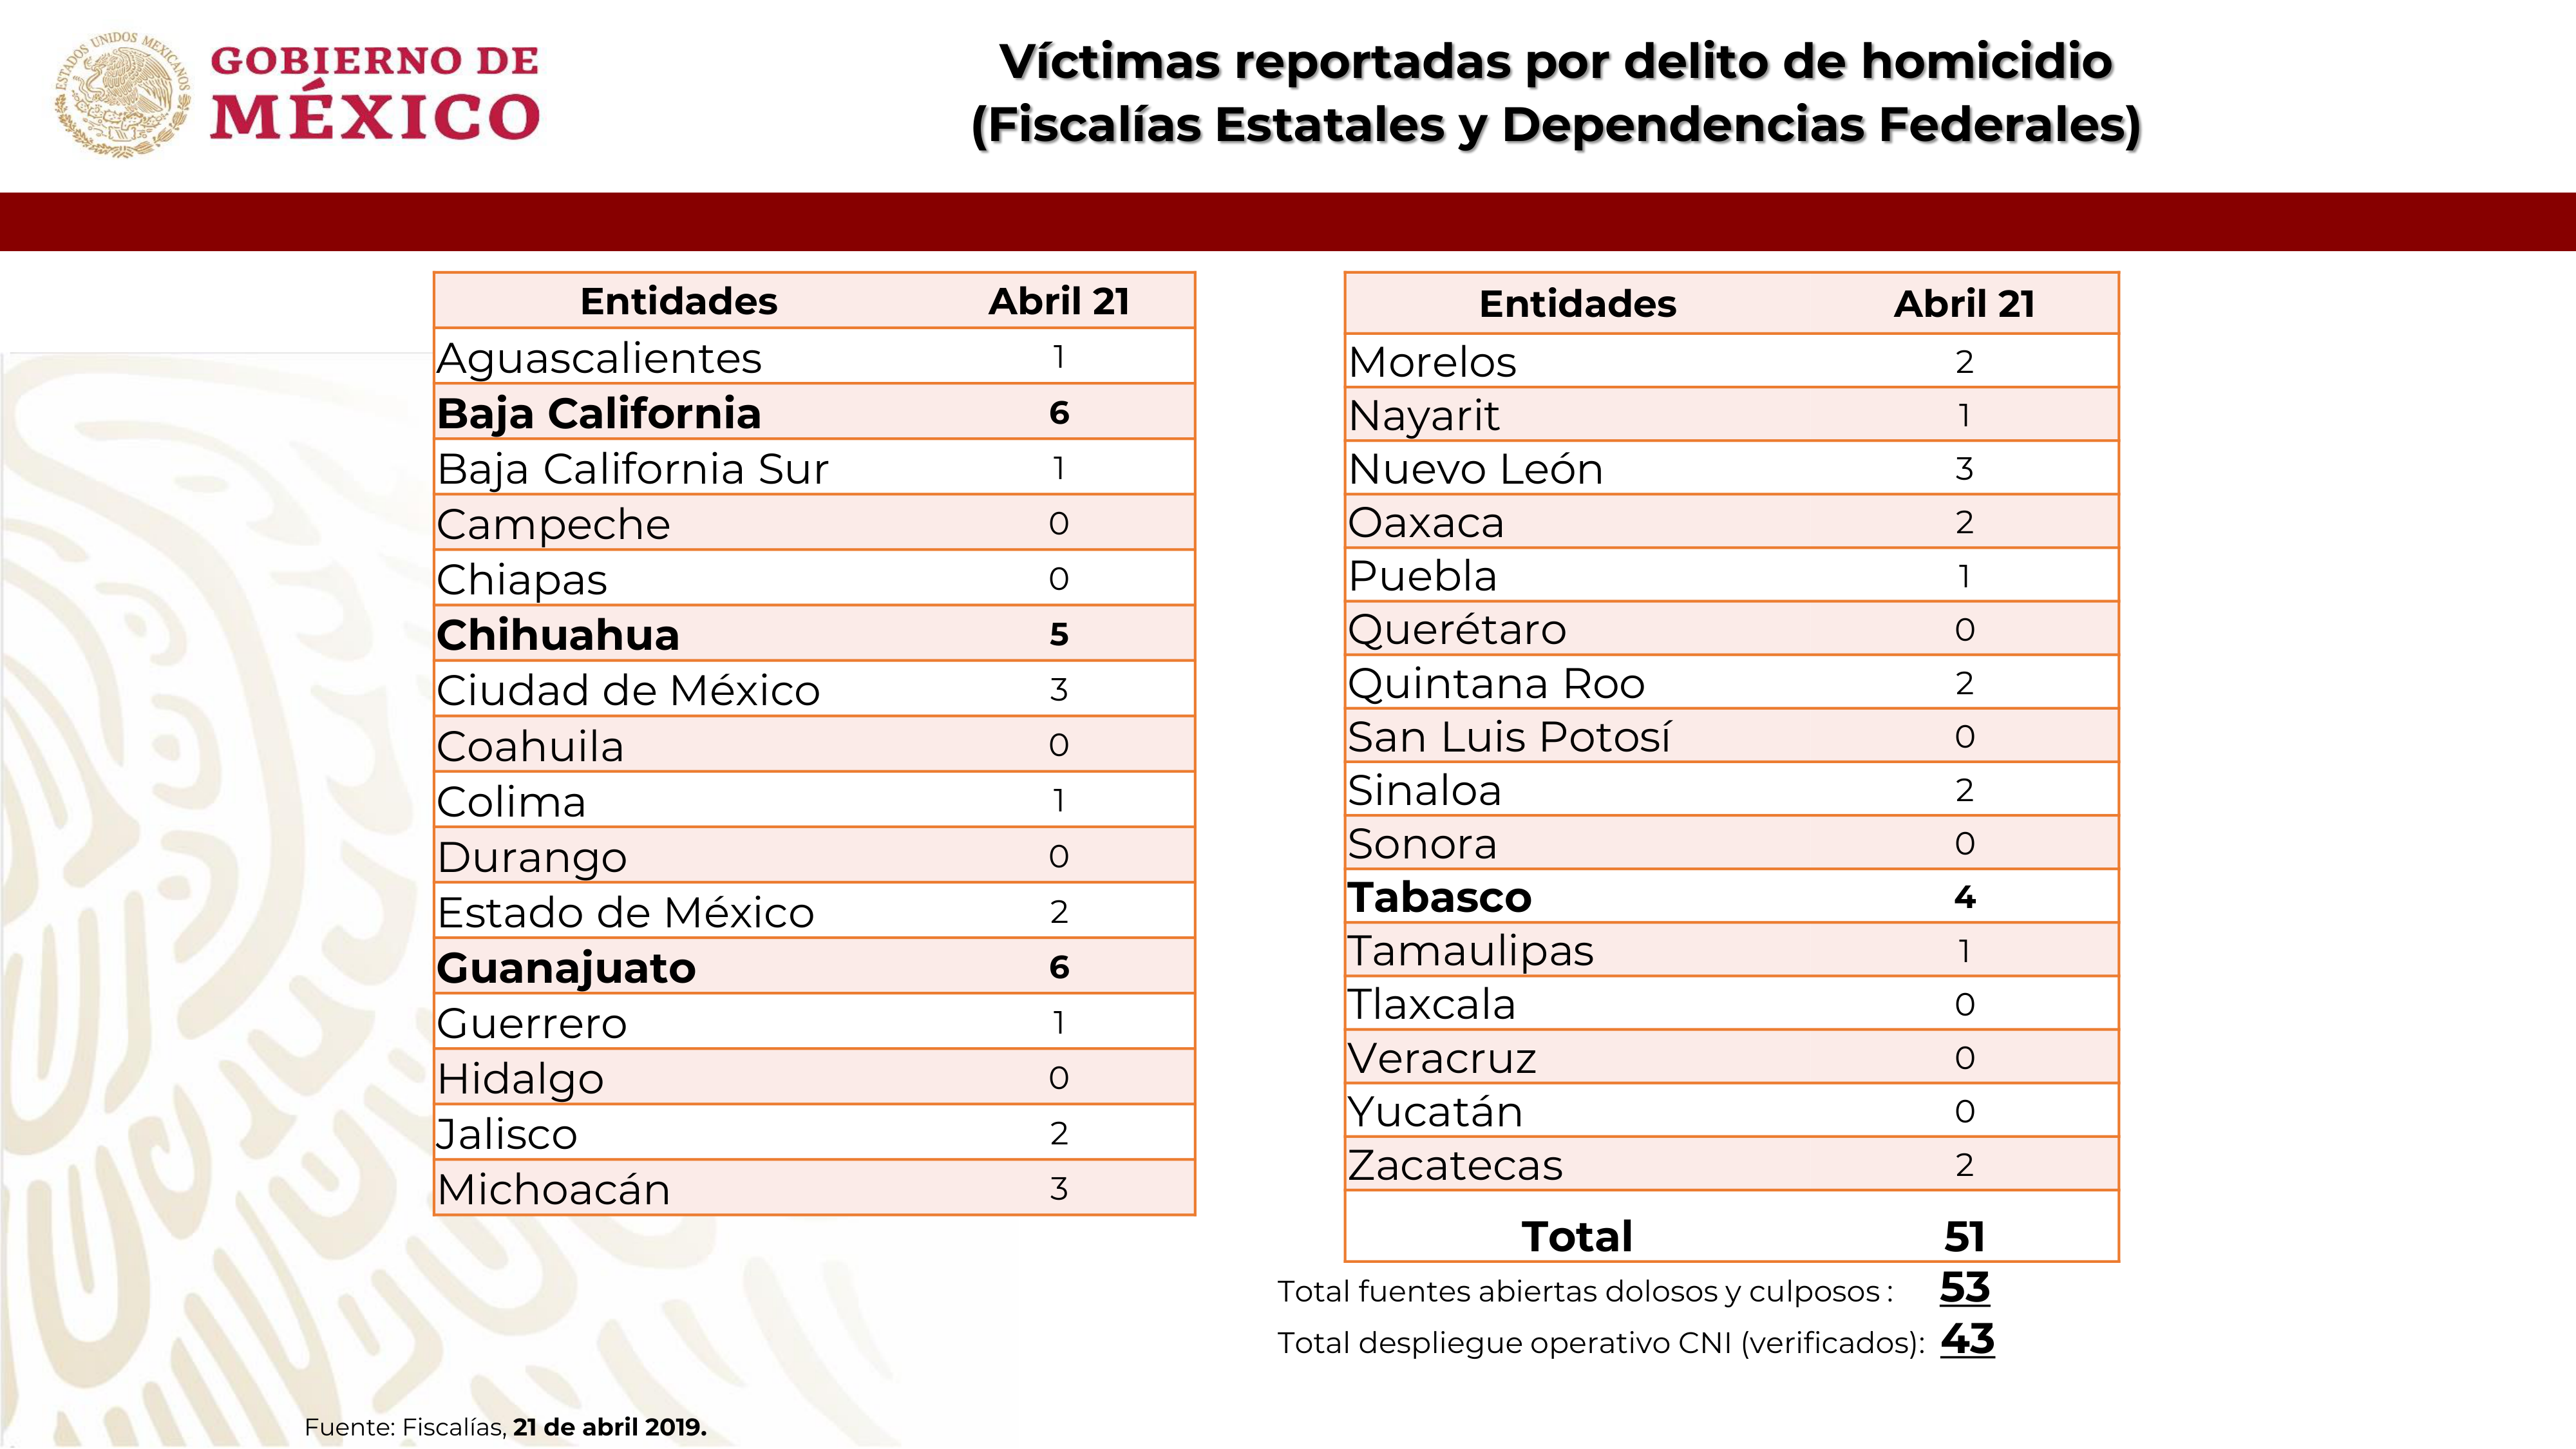 ESTADOS UNIDOS MEXICANOS
GOBIERNO DE
MÉXICO
Víctimas reportadas por delito de homicidio
(Fiscalías Estatales y Dependencias Federales)
Entidades Abril 21
Aguascalientes 1
Baja California 6
Baja California Sur 1
Campeche 0
Chiapas 0
Chihuahua 5
Ciudad de México 3
Coahuila 0
Colima 1
Durango 0
Estado de México 2
Guanajuato 6
Guerrero 1
Hidalgo 0
Jalisco 2
Michoacán 3
Entidades Abril 21
Morelos 2
Nayarit 1
Nuevo León 3
Oaxaca 2
Puebla 1
Querétaro 0
Quintana Roo 2
San Luis Potosí 0
Sinaloa 2
Sonora 0
Tabasco 4
Tamaulipas 1
Tlaxcala 0
Veracruz 0
Yucatán 0
Zacatecas 2
Total 51
Total fuentes abiertas dolosos y culposos : 53
Total despliegue operativo CNI (verificados): 43
Fuente: Fiscalías, 21 de abril 2019.